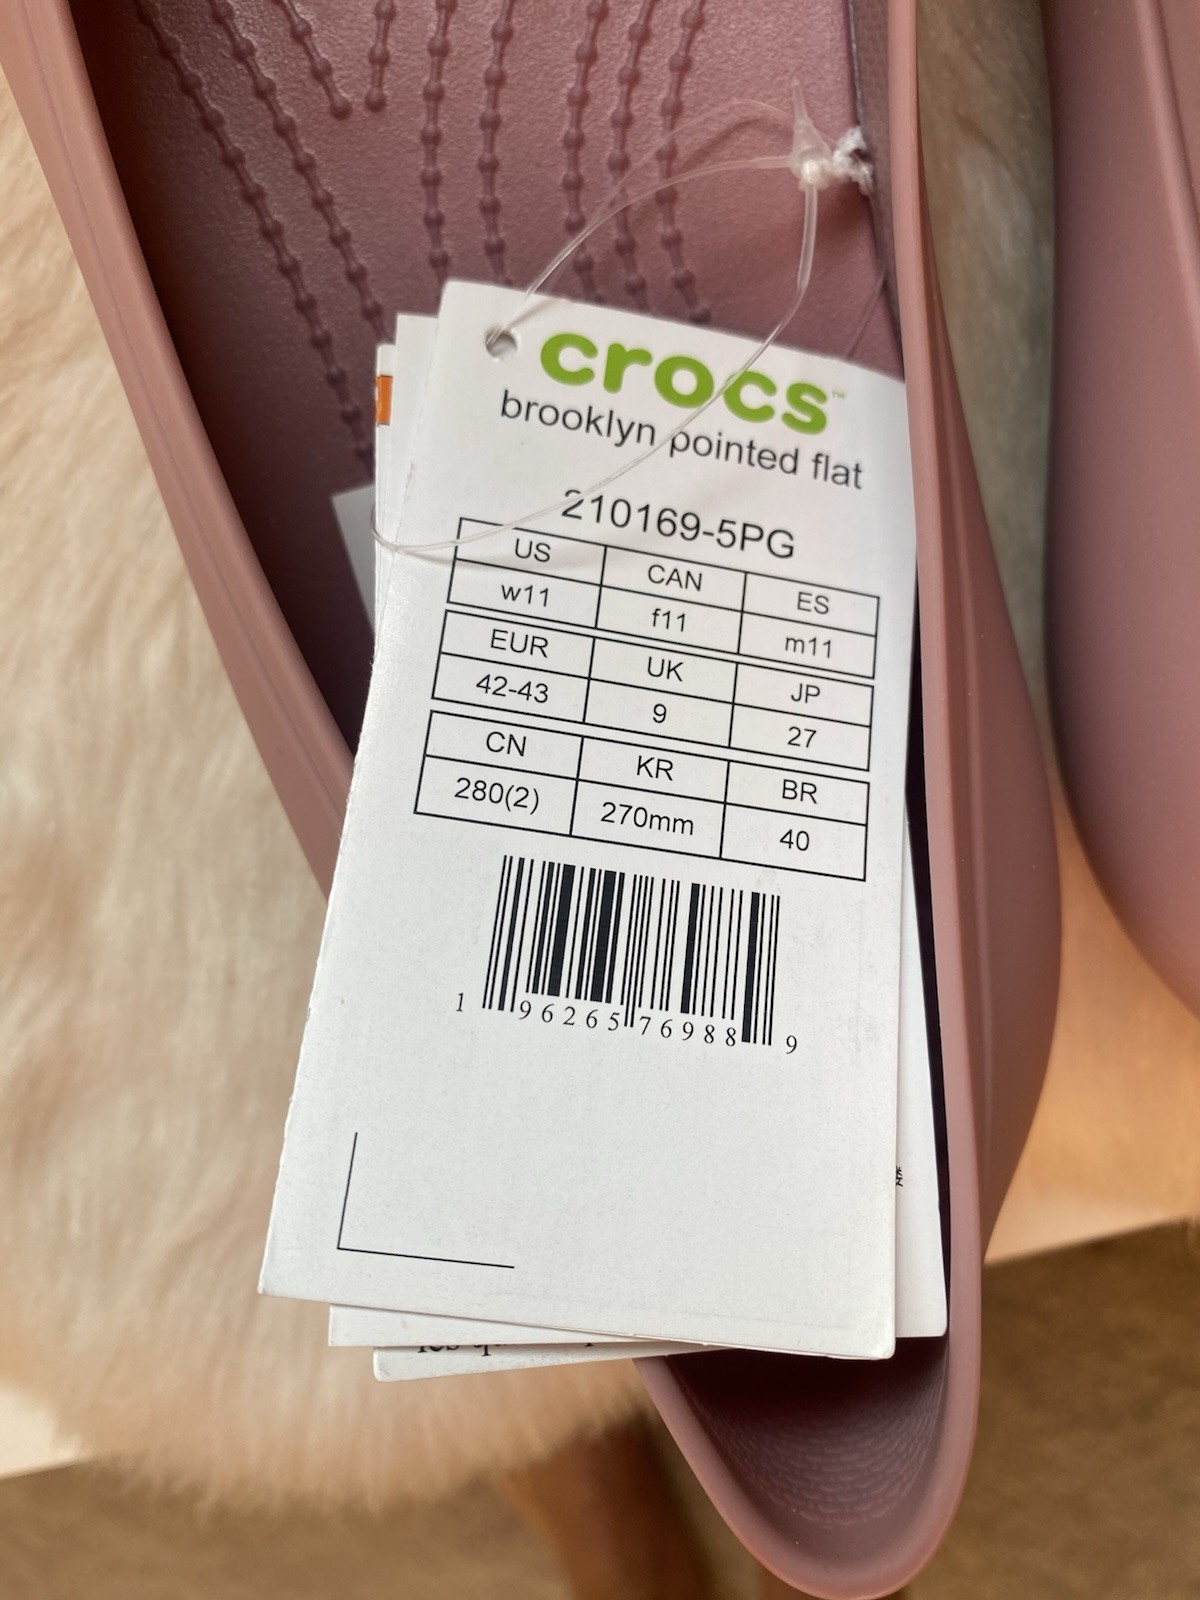 crocs™
brooklyn pointed flat
210169-5PG
US CAN ES
w11 f11 m11
EUR UK JP
42-43 9 27
CN KR BR
280(2) 270mm 40
1 96265 76988 9